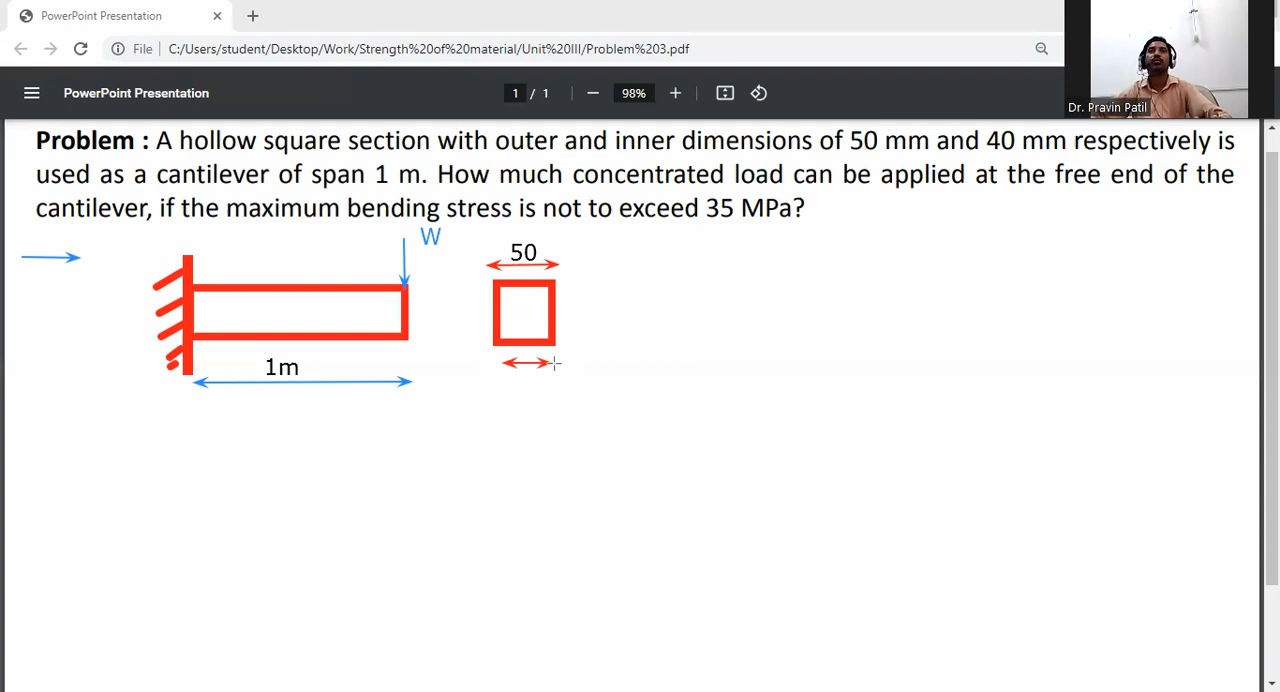 PowerPoint Presentation
File
C:/Users/student/Desktop/Work/Strength%20of%20material/Unit%20III/Problem%203.pdf
PowerPoint Presentation
1 / 1
98%
Dr. Pravin Patil
Problem : A hollow square section with outer and inner dimensions of 50 mm and 40 mm respectively is
used as a cantilever of span 1 m. How much concentrated load can be applied at the free end of the
cantilever, if the maximum bending stress is not to exceed 35 MPa?
W
50
1m